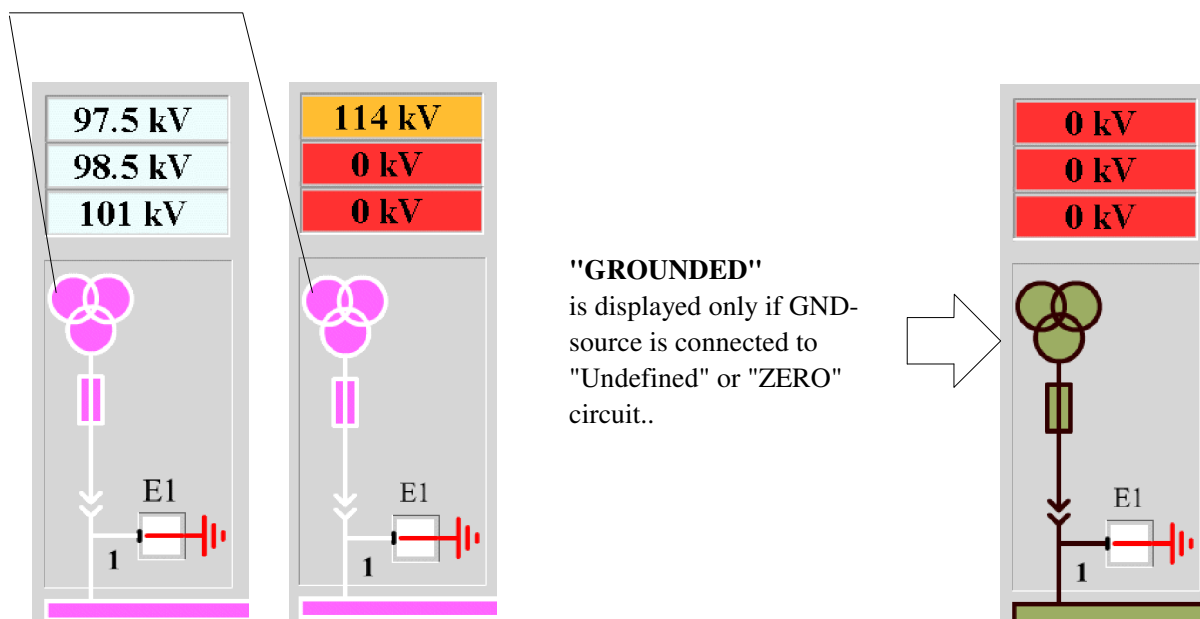 97.5 kV
98.5 kV
101 kV
E1
1
114 kV
0 kV
0 kV
E1
1
"GROUNDED"
is displayed only if GND-
source is connected to
"Undefined" or "ZERO"
circuit..
0 kV
0 kV
0 kV
E1
1